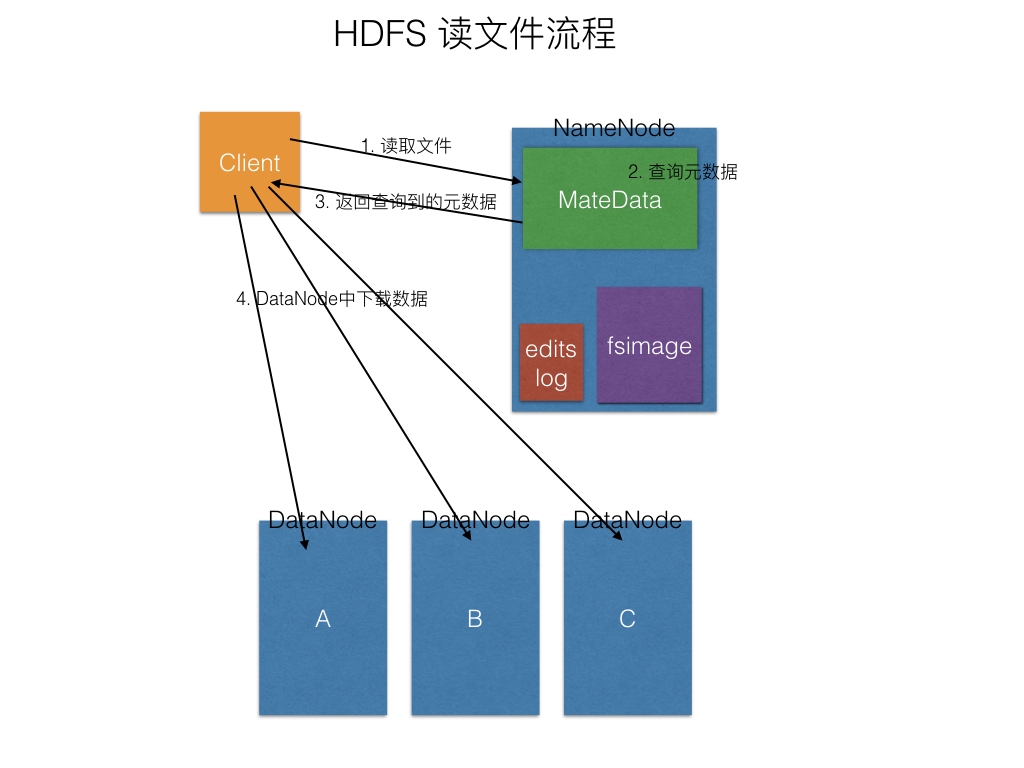 HDFS 读文件流程
NameNode
1. 读取文件
Client
2. 查询元数据
MateData
3. 返回查询到的元数据
4. DataNode中下载数据
edits
log
fsimage
DataNode
DataNode
DataNode
A
B
C